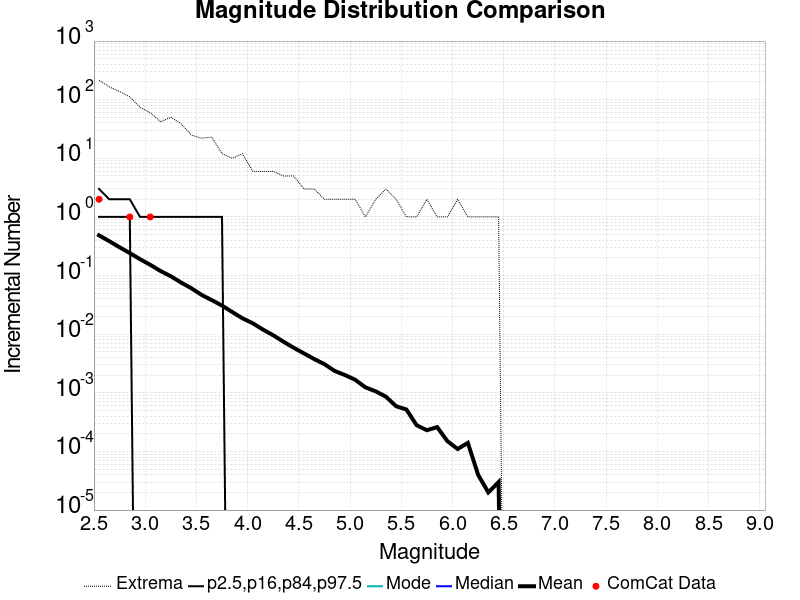 Magnitude Distribution Comparison
10^3
10^2
10^1
10^0
10^-1
10^-2
10^-3
10^-4
10^-5
Incremental Number
2.5 3.0 3.5 4.0 4.5 5.0 5.5 6.0 6.5 7.0 7.5 8.0 8.5 9.0
Magnitude
Extrema p2.5,p16,p84,p97.5 Mode Median Mean ComCat Data